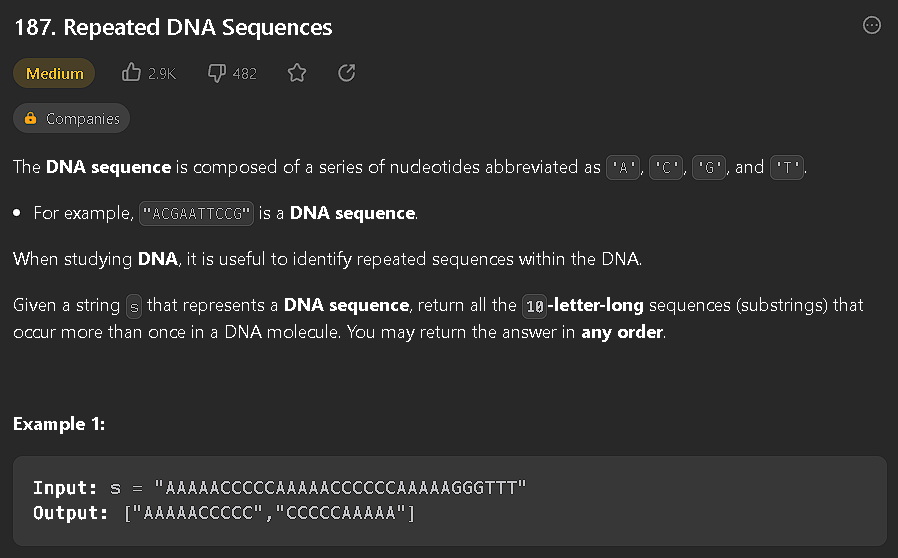 187. Repeated DNA Sequences
Medium 2.9K 482
Companies
The DNA sequence is composed of a series of nucleotides abbreviated as 'A', 'C', 'G', and 'T'.
• For example, "ACGAATTCCG" is a DNA sequence.
When studying DNA, it is useful to identify repeated sequences within the DNA.
Given a string s that represents a DNA sequence, return all the 10-letter-long sequences (substrings) that
occur more than once in a DNA molecule. You may return the answer in any order.
Example 1:
Input: s = "AAAAACCCCCAAAAACCCCCCAAAAAGGGTTT"
Output: ["AAAAACCCCC","CCCCCAAAAA"]